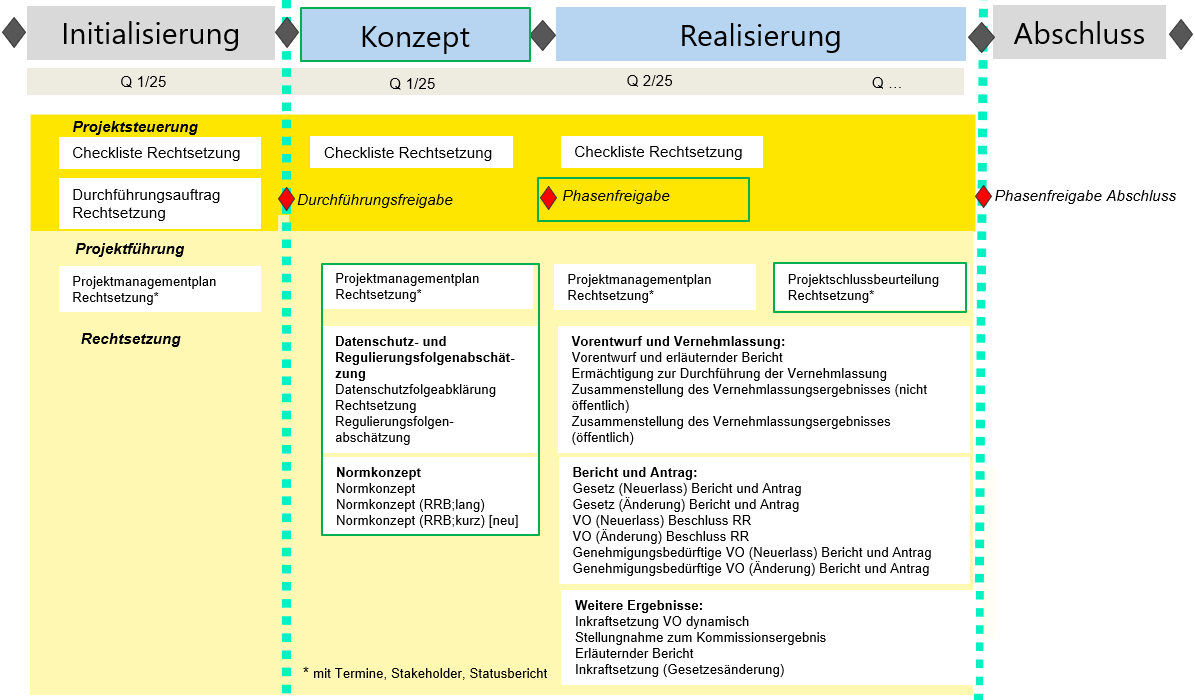 Initialisierung
Konzept
Realisierung
Abschluss
Q 1/25
Q 1/25
Q 2/25
Q ...
Projektsteuerung
Checkliste Rechtsetzung
Checkliste Rechtsetzung
Checkliste Rechtsetzung
Durchführungsauftrag
Rechtsetzung
Durchführungsfreigabe
Phasenfreigabe
Phasenfreigabe Abschluss
Projektführung
Projektmanagementplan
Rechtsetzung*
Projektmanagementplan
Rechtsetzung*
Projektmanagementplan
Rechtsetzung*
Projektschlussbeurteilung
Rechtsetzung*
Rechtsetzung
Datenschutz- und
Regulierungsfolgenabschät-
zung
Datenschutzfolgeabklärung
Rechtsetzung
Regulierungsfolgen-
abschätzung
Normkonzept
Normkonzept
Normkonzept (RRB;lang)
Normkonzept (RRB;kurz) [neu]
Vorentwurf und Vernehmlassung:
Vorentwurf und erläuternder Bericht
Ermächtigung zur Durchführung der Vernehmlassung
Zusammenstellung des Vernehmlassungsergebnisses (nicht
öffentlich)
Zusammenstellung des Vernehmlassungsergebnisses
(öffentlich)
Bericht und Antrag:
Gesetz (Neuerlass) Bericht und Antrag
Gesetz (Änderung) Bericht und Antrag
VO (Neuerlass) Beschluss RR
VO (Änderung) Beschluss RR
Genehmigungsbedürftige VO (Neuerlass) Bericht und Antrag
Genehmigungsbedürftige VO (Änderung) Bericht und Antrag
Weitere Ergebnisse:
Inkraftsetzung VO dynamisch
Stellungnahme zum Kommissionsergebnis
Erläuternder Bericht
Inkraftsetzung (Gesetzesänderung)
* mit Termine, Stakeholder, Statusbericht